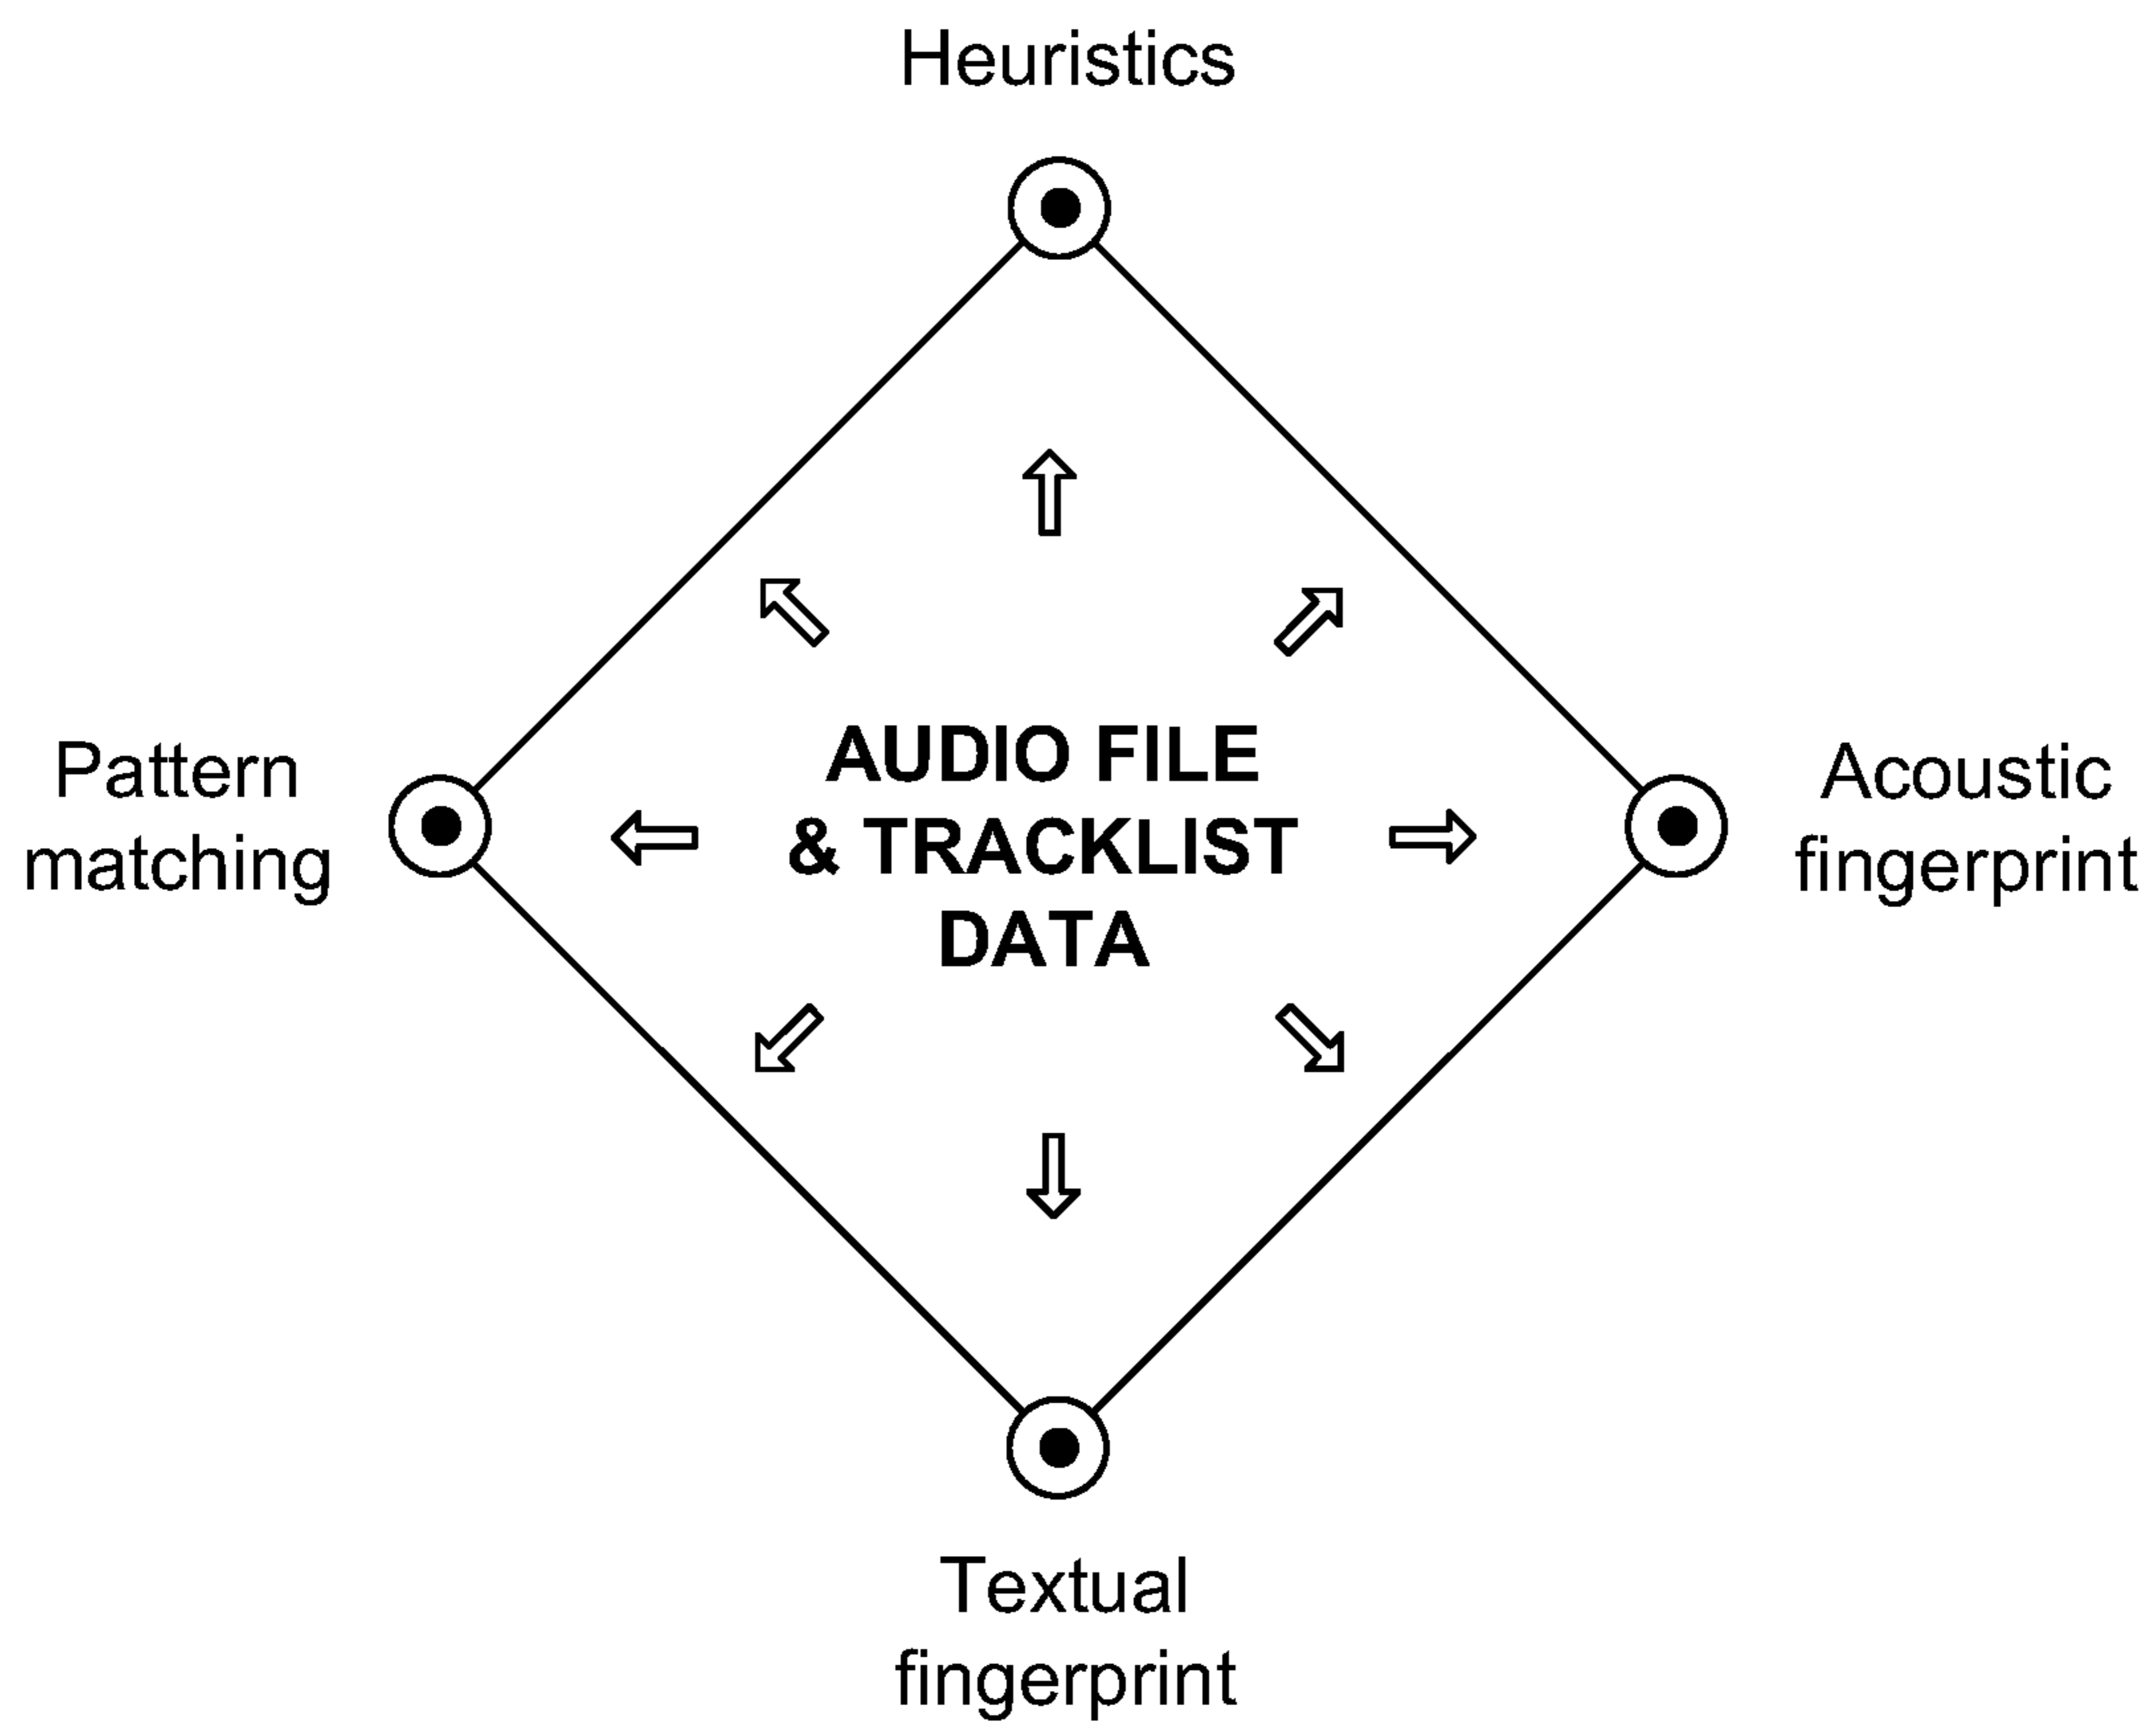 Heuristics
Pattern
matching
AUDIO FILE
& TRACKLIST
DATA
Acoustic
fingerprint
Textual
fingerprint